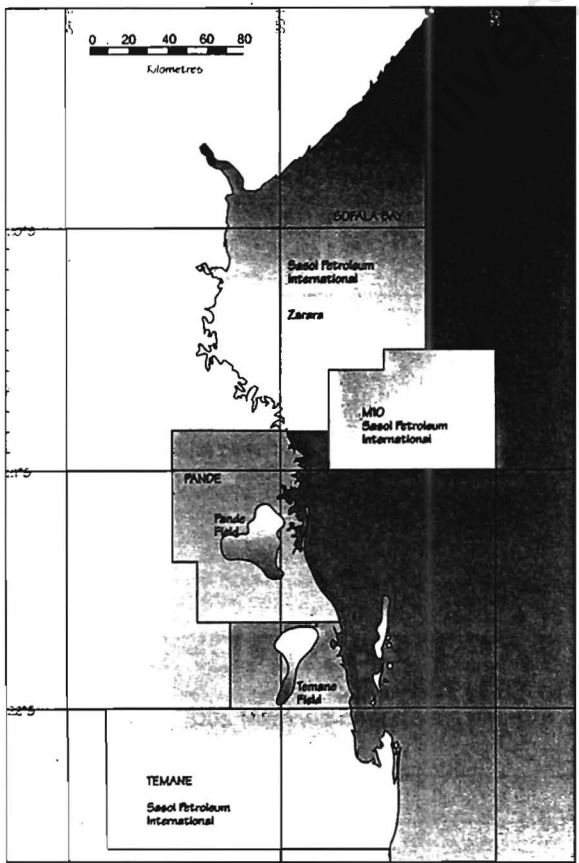 0 20 40 60 80
Kilometres
SOFALA BAY
Sasol Petroleum
International
Zarara
M10
Sasol Petroleum
International
PANDE
Pande
Field
Temane
Field
TEMANE
Sasol Petroleum
International